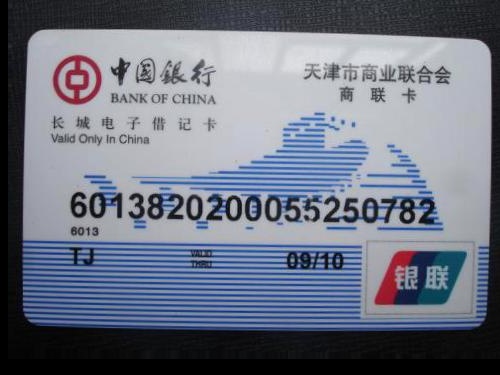 中国銀行
BANK OF CHINA
天津市商业联合会
商联卡
长城电子借记卡
Valid Only In China
6013820200055250782
6013
TJ
VALID
THRU
09/10
银联